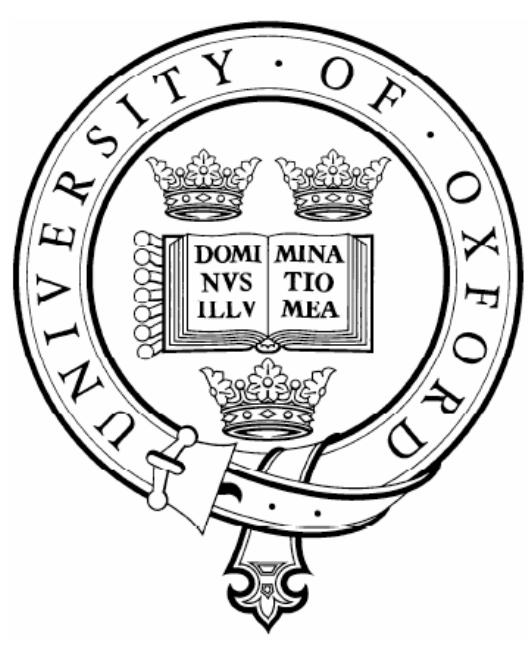 UNIVERSITY · OF · OXFORD
DOMI MINA
NVS TIO
ILLV MEA